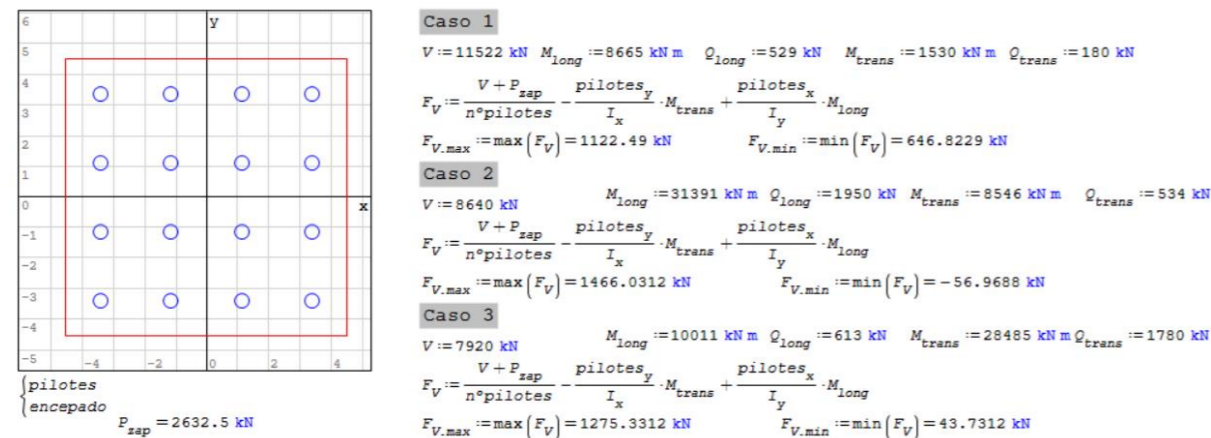 6 y
5
4
3
2
1
0 x
-1
-2
-3
-4
-5 -4 -2 0 2 4
{pilotes
{encepado
P_zap = 2632.5 kN
Caso 1
V := 11522 kN M_long := 8665 kN m Q_long := 529 kN M_trans := 1530 kN m Q_trans := 180 kN
F_V := (V + P_zap)/(nºpilotes) - (pilotes_y)/(I_x) · M_trans + (pilotes_x)/(I_y) · M_long
F_V.max := max(F_V) = 1122.49 kN F_V.min := min(F_V) = 646.8229 kN
Caso 2
V := 8640 kN M_long := 31391 kN m Q_long := 1950 kN M_trans := 8546 kN m Q_trans := 534 kN
F_V := (V + P_zap)/(nºpilotes) - (pilotes_y)/(I_x) · M_trans + (pilotes_x)/(I_y) · M_long
F_V.max := max(F_V) = 1466.0312 kN F_V.min := min(F_V) = -56.9688 kN
Caso 3
V := 7920 kN M_long := 10011 kN m Q_long := 613 kN M_trans := 28485 kN m Q_trans := 1780 kN
F_V := (V + P_zap)/(nºpilotes) - (pilotes_y)/(I_x) · M_trans + (pilotes_x)/(I_y) · M_long
F_V.max := max(F_V) = 1275.3312 kN F_V.min := min(F_V) = 43.7312 kN